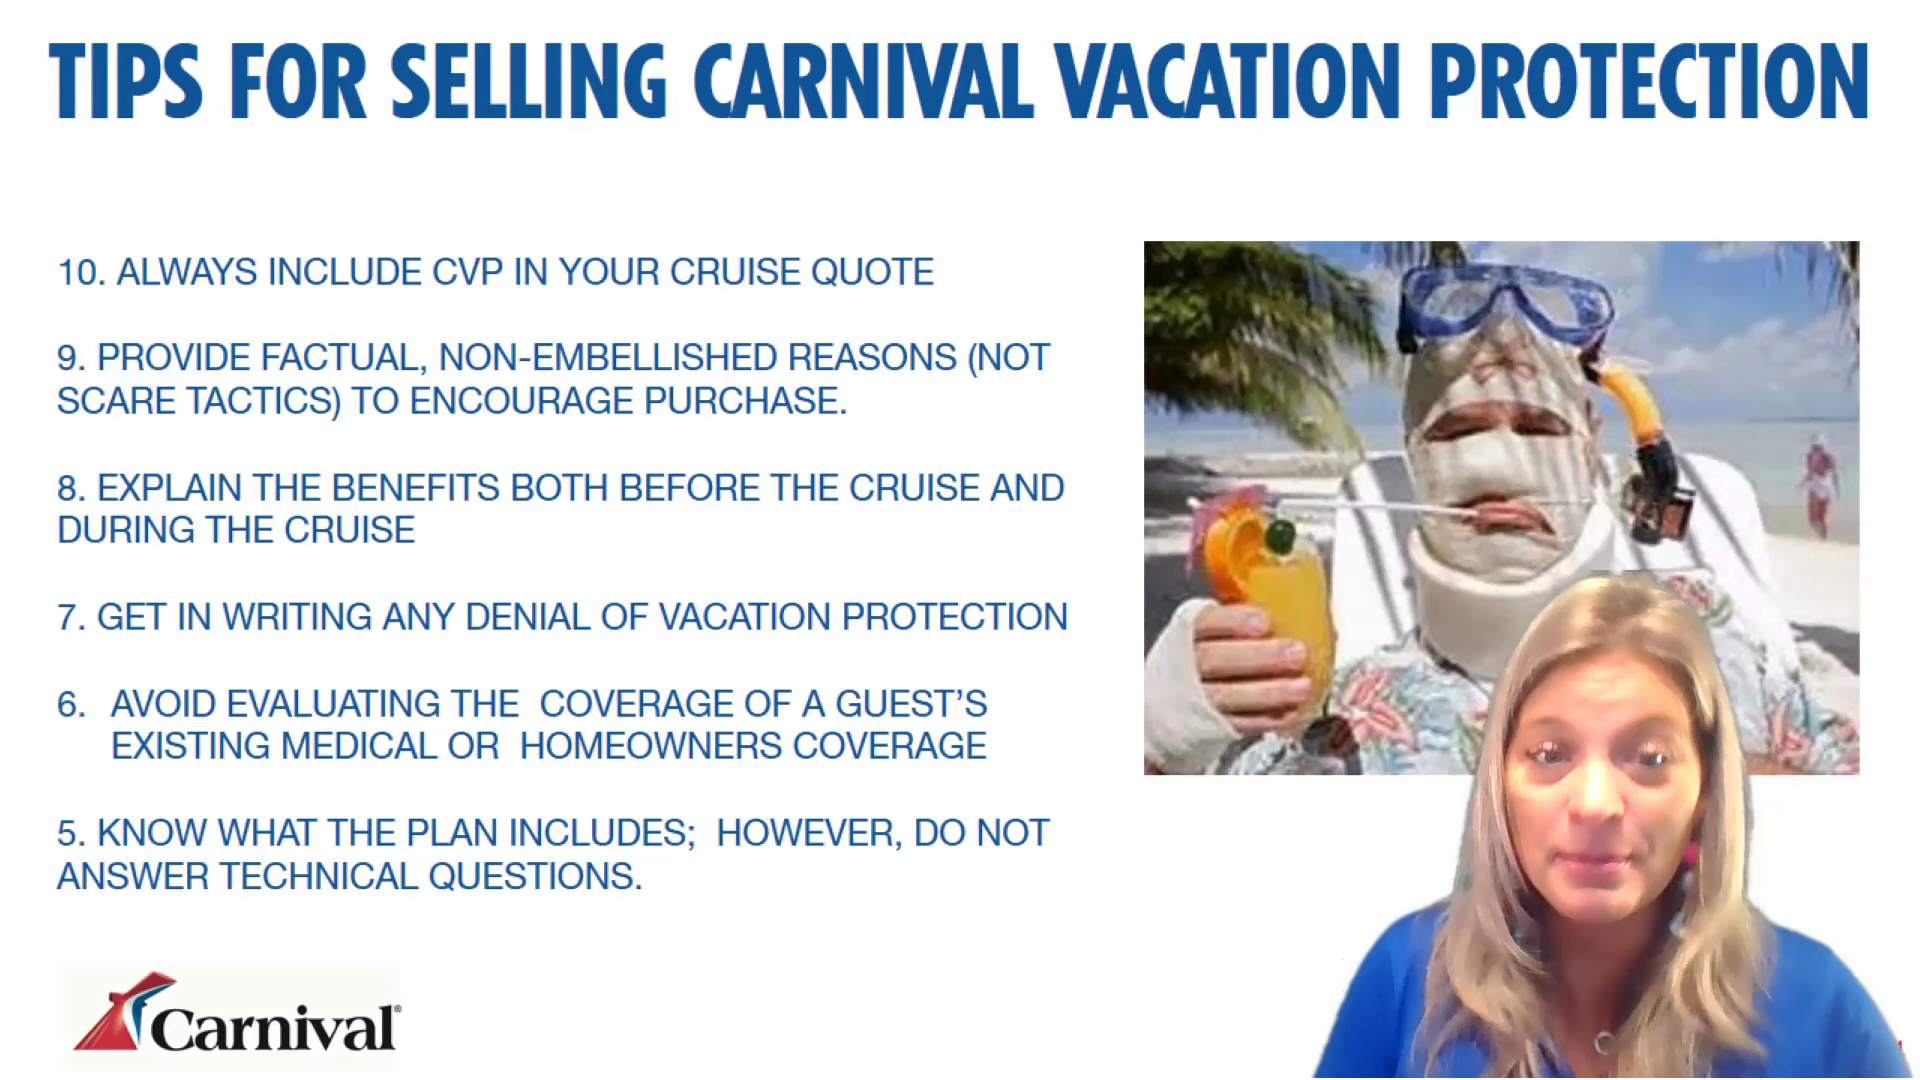 TIPS FOR SELLING CARNIVAL VACATION PROTECTION
10. ALWAYS INCLUDE CVP IN YOUR CRUISE QUOTE
9. PROVIDE FACTUAL, NON-EMBELLISHED REASONS (NOT
SCARE TACTICS) TO ENCOURAGE PURCHASE.
8. EXPLAIN THE BENEFITS BOTH BEFORE THE CRUISE AND
DURING THE CRUISE
7. GET IN WRITING ANY DENIAL OF VACATION PROTECTION
6. AVOID EVALUATING THE COVERAGE OF A GUEST’S
EXISTING MEDICAL OR HOMEOWNERS COVERAGE
5. KNOW WHAT THE PLAN INCLUDES; HOWEVER, DO NOT
ANSWER TECHNICAL QUESTIONS.
Carnival®